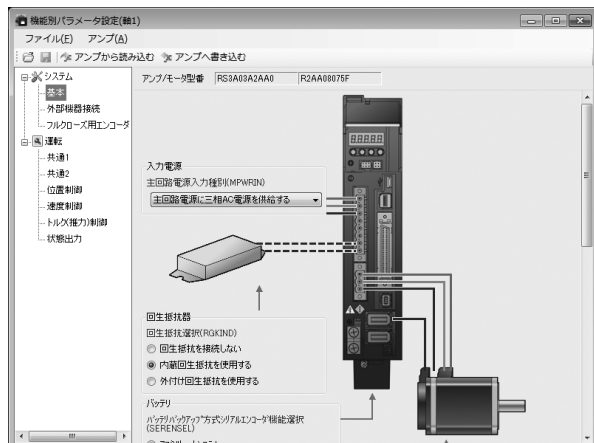 機能別パラメータ設定(軸1)
ファイル(F) アンプ(A)
アンプから読み込む アンプへ書き込む
システム
基本
外部機器接続
フルクローズ用エンコーダ
運転
共通1
共通2
位置制御
速度制御
トルク(推力)制御
状態出力
アンプ/モータ型番 RS3A03A2AA0 R2AA08075F
入力電源
主回路電源入力種別(MPWRIN)
主回路電源に三相AC電源を供給する
回生抵抗器
回生抵抗選択(RGKIND)
回生抵抗を接続しない
内蔵回生抵抗を使用する
外付け回生抵抗を使用する
バッテリ
バッテリバックアップ方式シリアルエンコーダ機能選択
(SERENSEL)